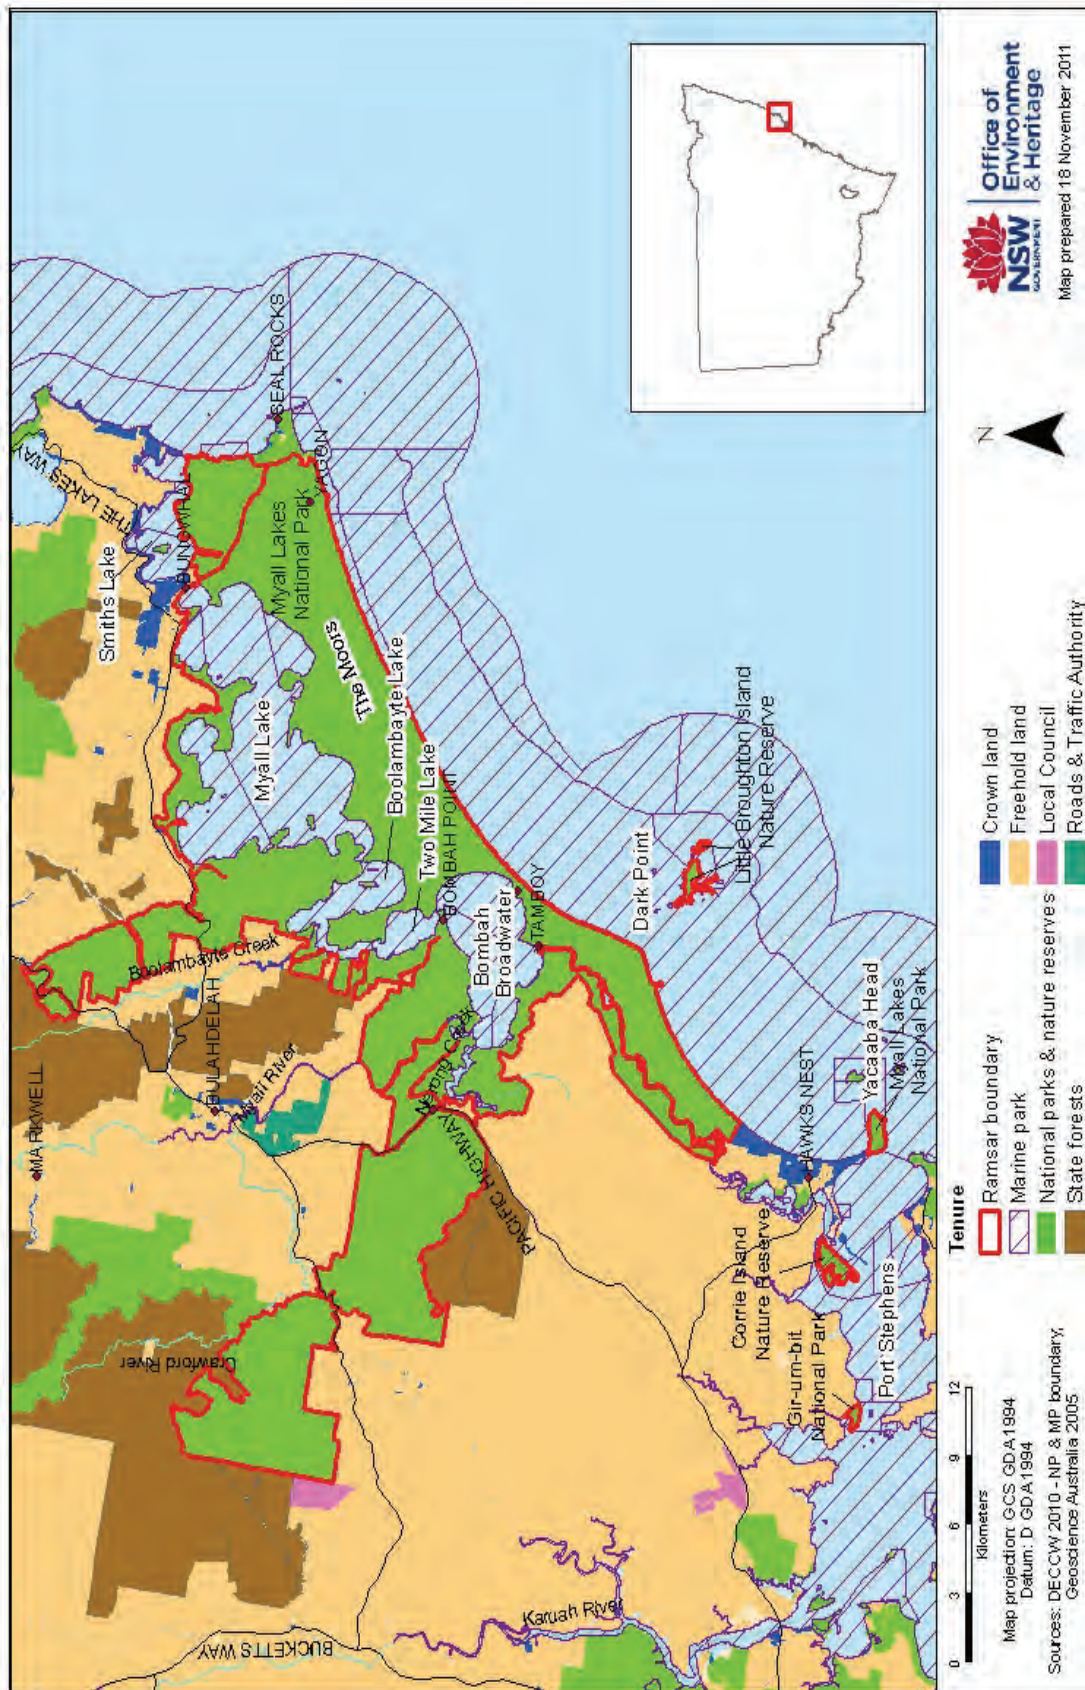 MARKWELL
THE LAKES WAY
Smiths Lake
BUNGWHAL
SEAL ROCKS
YAGON
Myall Lakes
National Park
The Moors
Myall Lake
Boolambayte Lake
Two Mile Lake
BOMBAH POINT
Boolambayte Creek
BULAHDELAH
Myall River
Bombah
Broadwater
TAMBOY
Nerong Creek
PACIFIC HIGHWAY
Crawford River
BUCKETTS WAY
Karuah River
Dark Point
Little Broughton Island
Nature Reserve
HAWKS NEST
Yacaaba Head
Myall Lakes
National Park
Corrie Island
Nature Reserve
Gir-um-bit
National Park
Port Stephens
0 3 6 9 12
Kilometers
Map projection: GCS GDA1994
Datum: D GDA1994
Sources: DECCW 2010 - NP & MP boundary,
Geoscience Australia 2005
Tenure
Ramsar boundary
Marine park
National parks & nature reserves
State forests
Crown land
Freehold land
Local Council
Roads & Traffic Authority
N
NSW
GOVERNMENT
Office of
Environment
& Heritage
Map prepared 18 November 2011